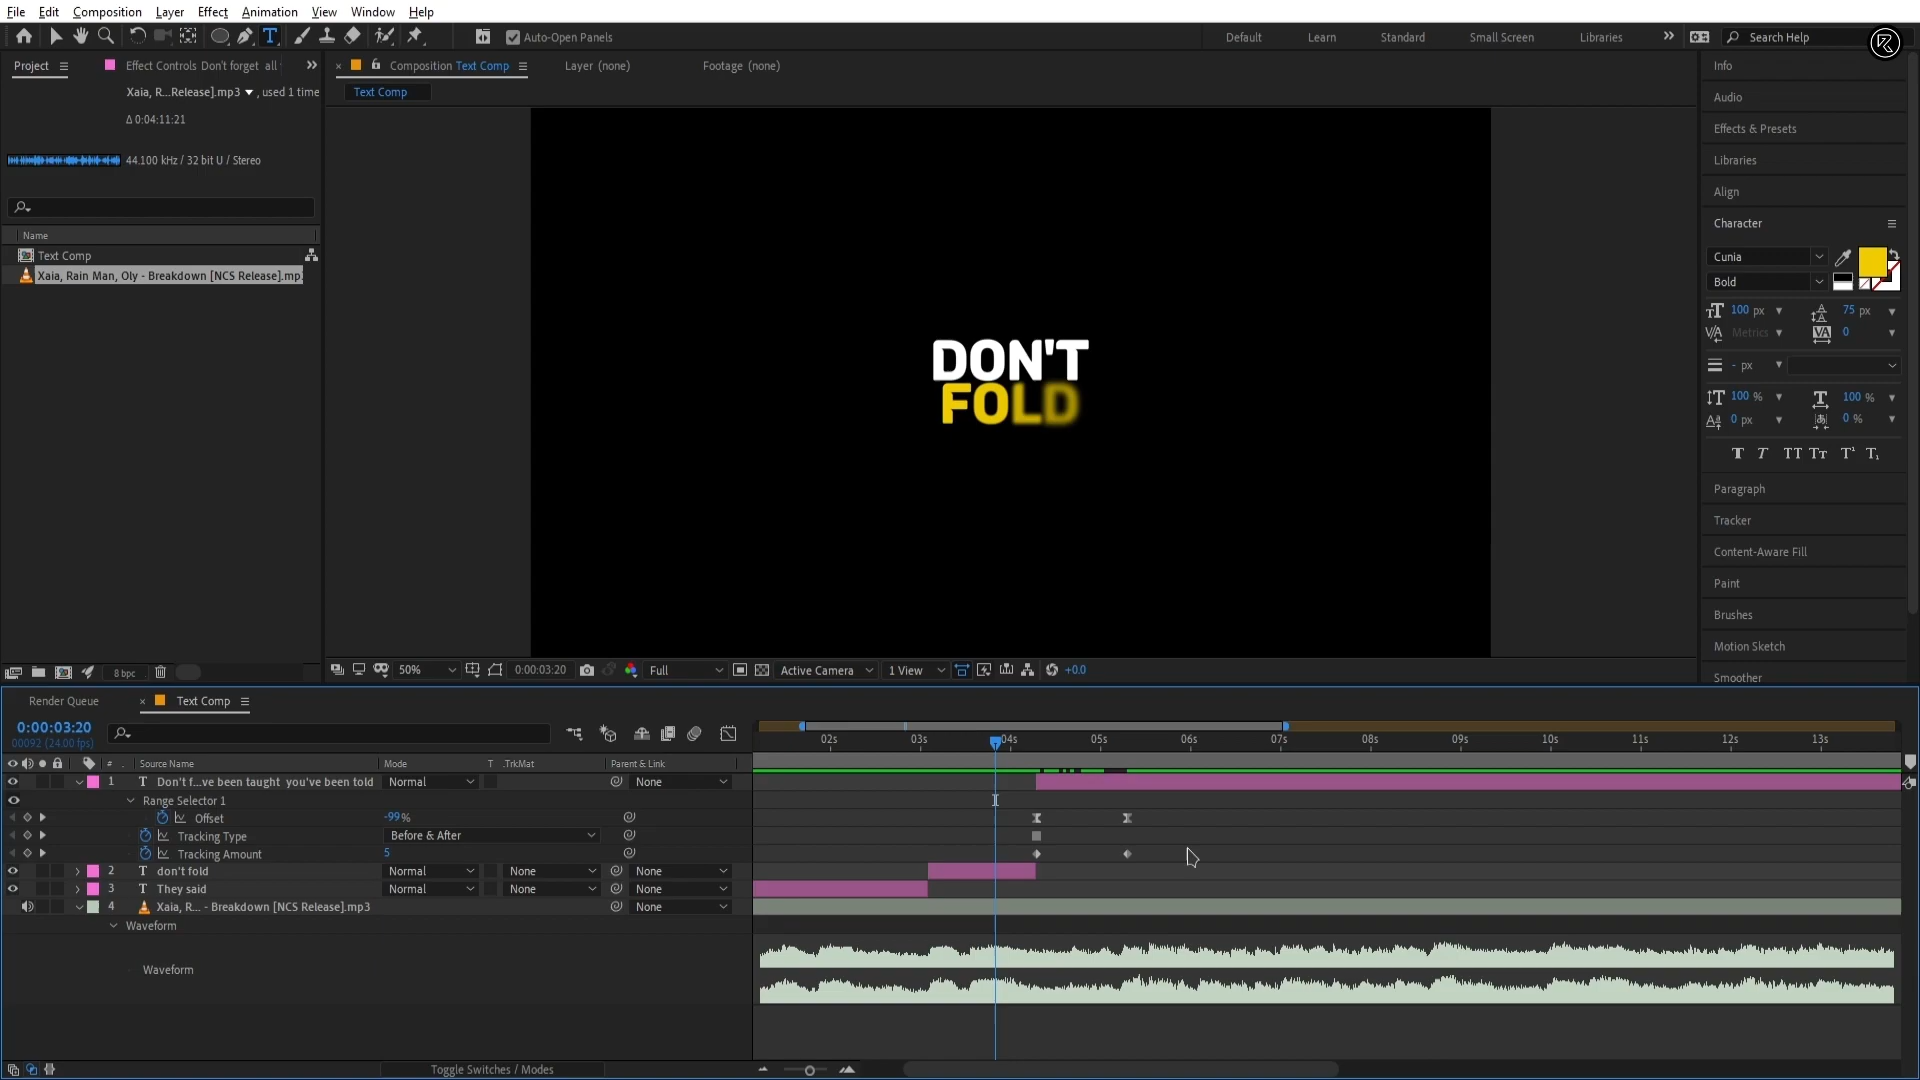 File Edit Composition Layer Effect Animation View Window Help
Auto-Open Panels
Default Learn Standard Small Screen Libraries
Search Help
Project
Effect Controls Don't forget all
Xaia, R...Release].mp3 , used 1 time
Δ 0:04:11:21
44.100 kHz / 32 bit U / Stereo
Name
Text Comp
Xaia, Rain Man, Oly - Breakdown [NCS Release].mp
8 bpc
Composition Text Comp
Layer (none)
Footage (none)
Text Comp
DON'T
FOLD
50%
0:00:03:20
Full
Active Camera
1 View
+0.0
Info
Audio
Effects & Presets
Libraries
Align
Character
Cunia
Bold
100 px
75 px
Metrics
0
- px
100 %
100 %
0 px
0 %
T T TT Tt T¹ T₁
Paragraph
Tracker
Content-Aware Fill
Paint
Brushes
Motion Sketch
Smoother
Render Queue
Text Comp
0:00:03:20
00092 (24.00 fps)
02s 03s 04s 05s 06s 07s 08s 09s 10s 11s 12s 13s
# Source Name Mode T .TrkMat Parent & Link
1 T Don't f...ve been taught you've been told Normal None
Range Selector 1
Offset -99%
Tracking Type Before & After
Tracking Amount 5
2 T don't fold Normal None None
3 T They said Normal None None
4 Xaia, R... - Breakdown [NCS Release].mp3 None
Waveform
Waveform
Toggle Switches / Modes